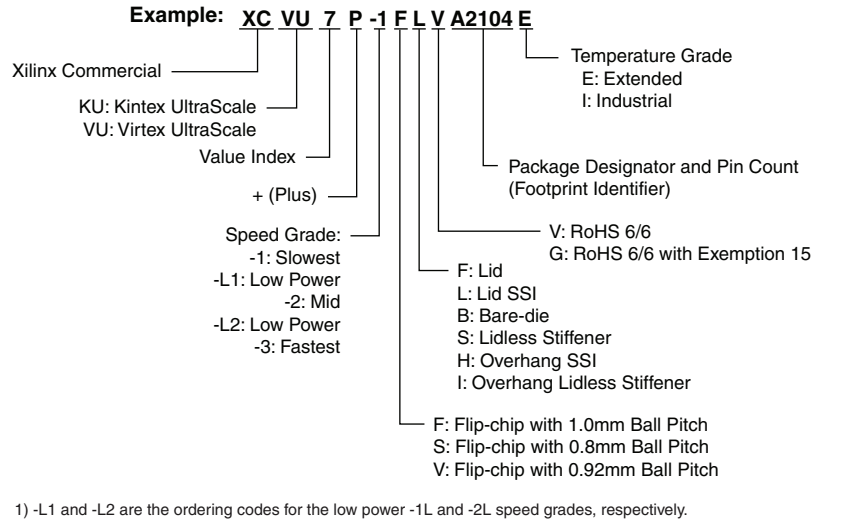 Example: XC VU 7 P -1 F L V A2104 E
Temperature Grade
E: Extended
I: Industrial
Xilinx Commercial
KU: Kintex UltraScale
VU: Virtex UltraScale
Value Index
Package Designator and Pin Count
(Footprint Identifier)
+ (Plus)
Speed Grade:
-1: Slowest
-L1: Low Power
-2: Mid
-L2: Low Power
-3: Fastest
V: RoHS 6/6
G: RoHS 6/6 with Exemption 15
F: Lid
L: Lid SSI
B: Bare-die
S: Lidless Stiffener
H: Overhang SSI
I: Overhang Lidless Stiffener
F: Flip-chip with 1.0mm Ball Pitch
S: Flip-chip with 0.8mm Ball Pitch
V: Flip-chip with 0.92mm Ball Pitch
1) -L1 and -L2 are the ordering codes for the low power -1L and -2L speed grades, respectively.